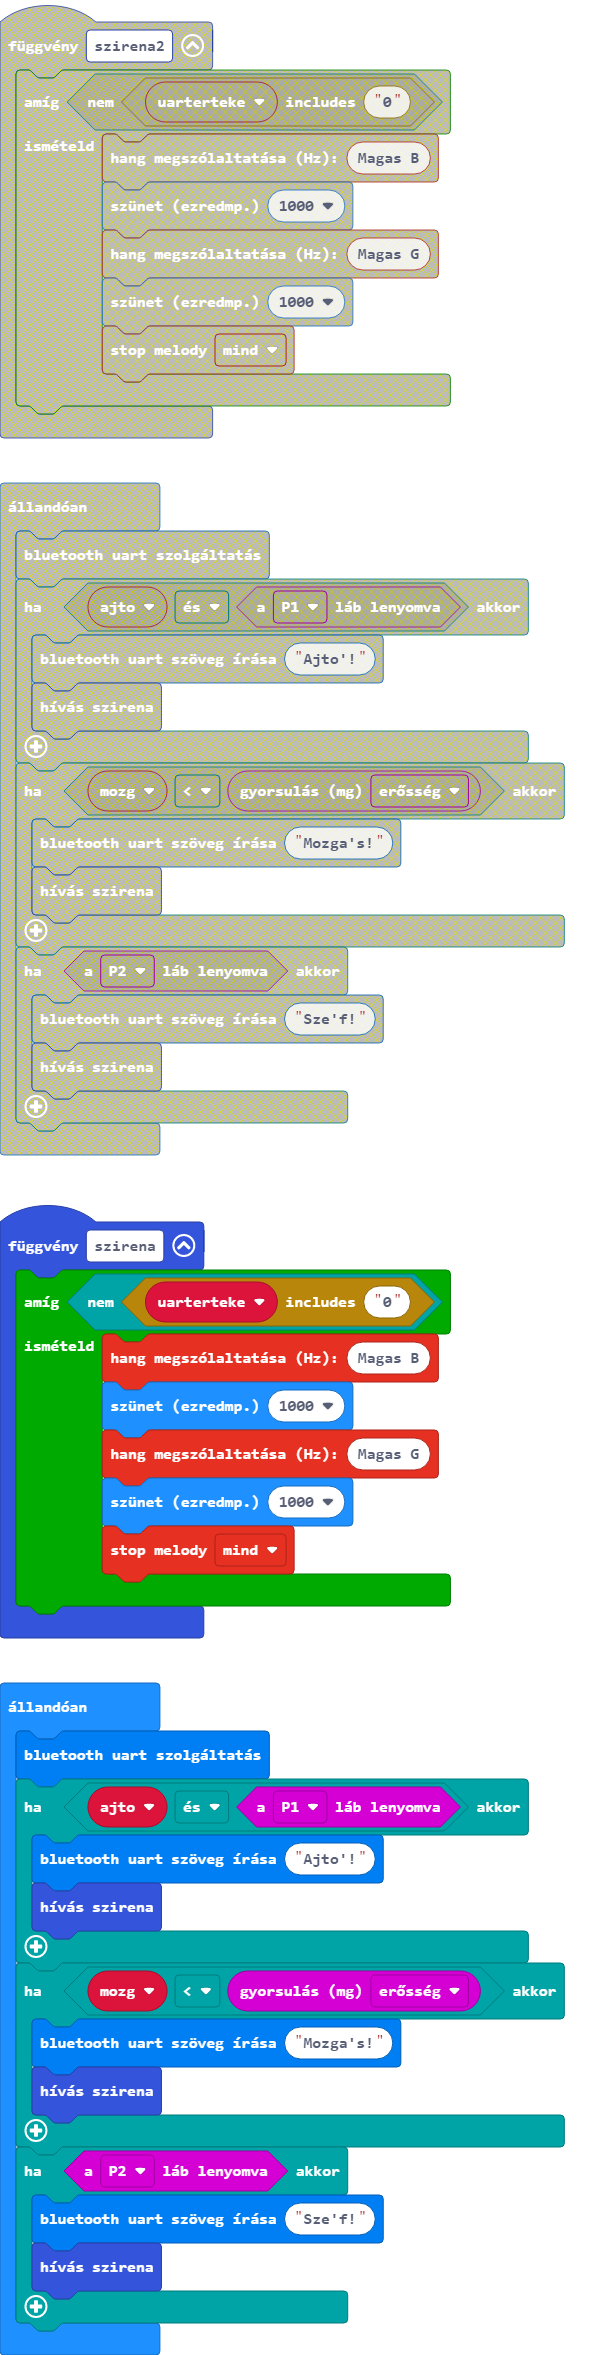 függvény szirena2
amíg nem uarterteke includes "0"
ismételd
hang megszólaltatása (Hz): Magas B
szünet (ezredmp.) 1000
hang megszólaltatása (Hz): Magas G
szünet (ezredmp.) 1000
stop melody mind
állandóan
bluetooth uart szolgáltatás
ha ajto és a P1 láb lenyomva akkor
bluetooth uart szöveg írása "Ajto'!"
hívás szirena
ha mozg < gyorsulás (mg) erősség akkor
bluetooth uart szöveg írása "Mozga's!"
hívás szirena
ha a P2 láb lenyomva akkor
bluetooth uart szöveg írása "Sze'f!"
hívás szirena
függvény szirena
amíg nem uarterteke includes "0"
ismételd
hang megszólaltatása (Hz): Magas B
szünet (ezredmp.) 1000
hang megszólaltatása (Hz): Magas G
szünet (ezredmp.) 1000
stop melody mind
állandóan
bluetooth uart szolgáltatás
ha ajto és a P1 láb lenyomva akkor
bluetooth uart szöveg írása "Ajto'!"
hívás szirena
ha mozg < gyorsulás (mg) erősség akkor
bluetooth uart szöveg írása "Mozga's!"
hívás szirena
ha a P2 láb lenyomva akkor
bluetooth uart szöveg írása "Sze'f!"
hívás szirena